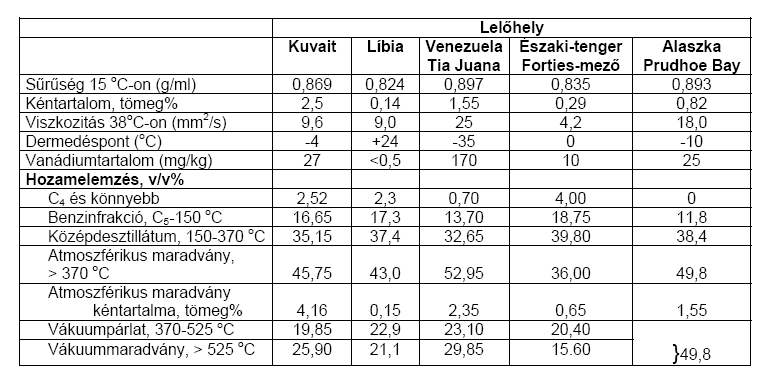 Lelőhely
Kuvait Líbia Venezuela Tia Juana Északi-tenger Forties-mező Alaszka Prudhoe Bay
Sűrűség 15 °C-on (g/ml) 0,869 0,824 0,897 0,835 0,893
Kéntartalom, tömeg% 2,5 0,14 1,55 0,29 0,82
Viszkozitás 38°C-on (mm²/s) 9,6 9,0 25 4,2 18,0
Dermedéspont (°C) -4 +24 -35 0 -10
Vanádiumtartalom (mg/kg) 27 <0,5 170 10 25
Hozamelemzés, v/v%
C₄ és könnyebb 2,52 2,3 0,70 4,00 0
Benzinfrakció, C₅-150 °C 16,65 17,3 13,70 18,75 11,8
Középdesztillátum, 150-370 °C 35,15 37,4 32,65 39,80 38,4
Atmoszférikus maradvány,
> 370 °C 45,75 43,0 52,95 36,00 49,8
Atmoszférikus maradvány
kéntartalma, tömeg% 4,16 0,15 2,35 0,65 1,55
Vákuumpárlat, 370-525 °C 19,85 22,9 23,10 20,40
Vákuummaradvány, > 525 °C 25,90 21,1 29,85 15.60 }49,8